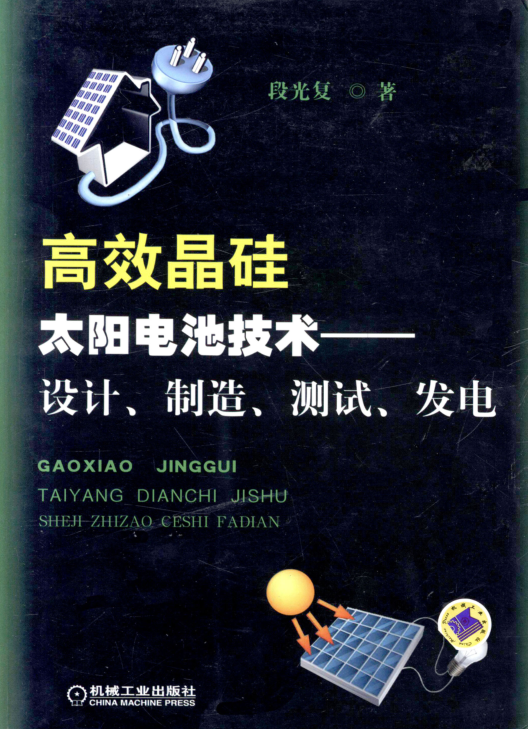 段光复 ◎ 著
高效晶硅
太阳电池技术——
设计、制造、测试、发电
GAOXIAO JINGGUI
TAIYANG DIANCHI JISHU
SHEJI ZHIZAO CESHI FADIAN
机械工业出版社
CHINA MACHINE PRESS